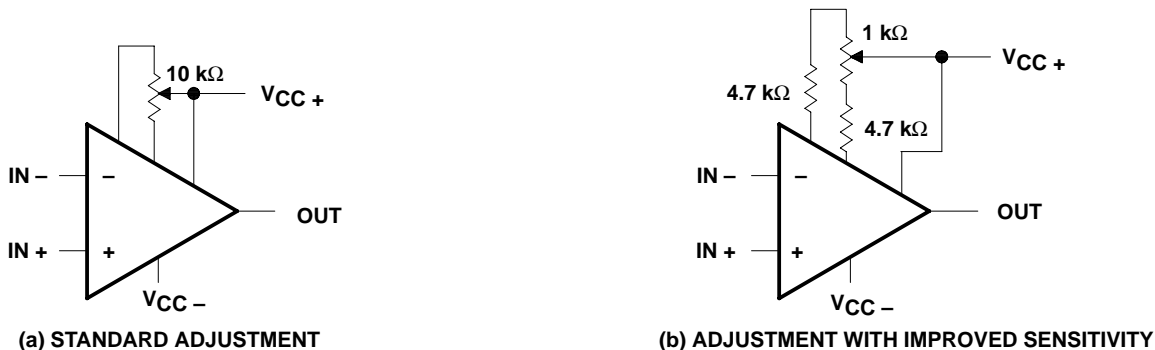 10 kΩ
VCC +
IN –
–
OUT
IN +
+
VCC –
(a) STANDARD ADJUSTMENT
1 kΩ
VCC +
4.7 kΩ
4.7 kΩ
IN –
–
OUT
IN +
+
VCC –
(b) ADJUSTMENT WITH IMPROVED SENSITIVITY